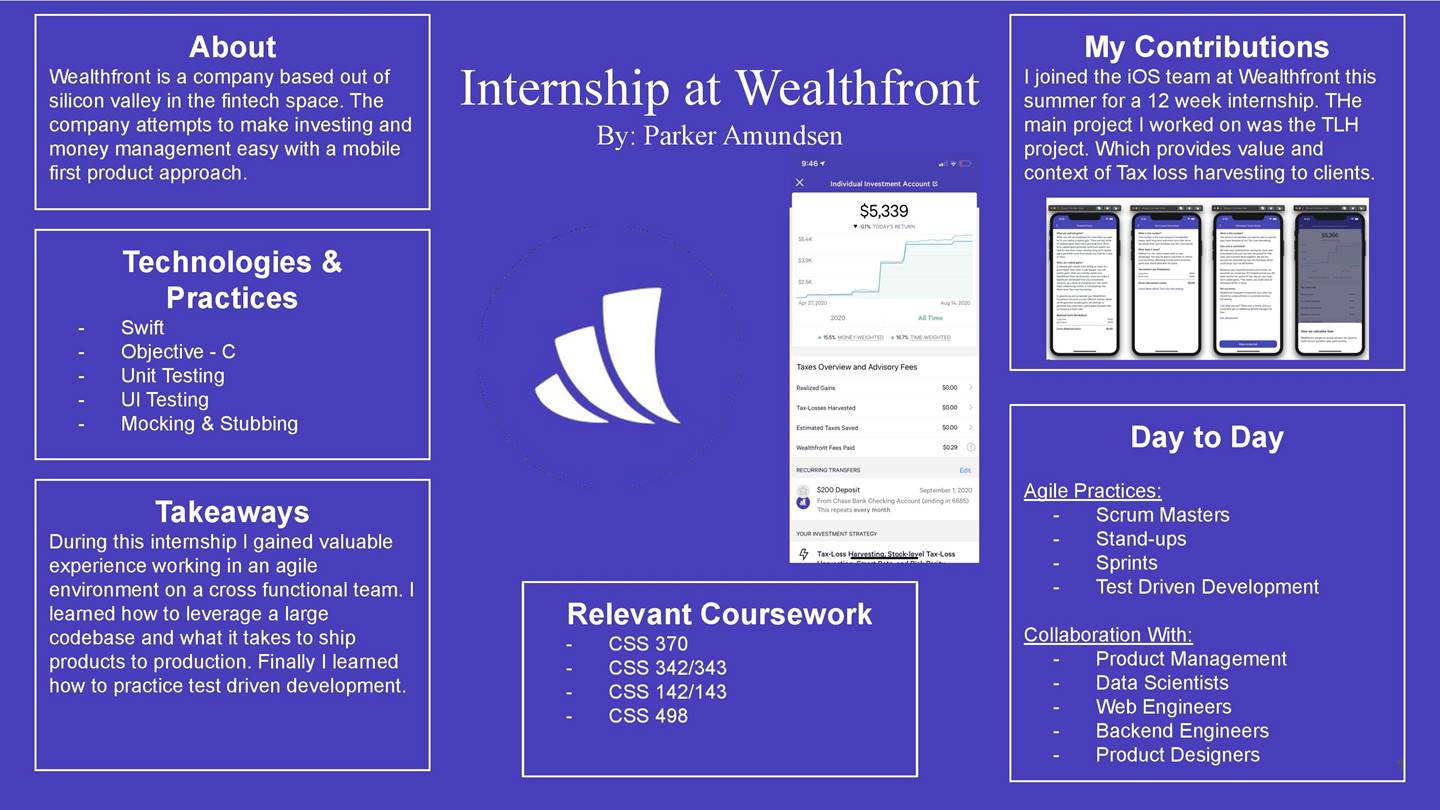 About
Wealthfront is a company based out of
silicon valley in the fintech space. The
company attempts to make investing and
money management easy with a mobile
first product approach.
Technologies &
Practices
- Swift
- Objective - C
- Unit Testing
- UI Testing
- Mocking & Stubbing
Takeaways
During this internship I gained valuable
experience working in an agile
environment on a cross functional team. I
learned how to leverage a large
codebase and what it takes to ship
products to production. Finally I learned
how to practice test driven development.
Internship at Wealthfront
By: Parker Amundsen
9:46
Individual Investment Account
$5,339
-0.1% TODAY'S RETURN
$5.4K
$3.9K
$2.5K
Apr 27, 2020 Aug 14, 2020
2020 All Time
15.5% MONEY-WEIGHTED 16.7% TIME-WEIGHTED
Taxes Overview and Advisory Fees
Realized Gains $0.00
Tax-Losses Harvested $0.00
Estimated Taxes Saved $0.00
Wealthfront Fees Paid $0.29
RECURRING TRANSFERS Edit
$200 Deposit September 1, 2020
From Chase Bank Checking Account (ending in 6685)
This repeats every month
YOUR INVESTMENT STRATEGY
Tax-Loss Harvesting, Stock-level Tax-Loss
Relevant Coursework
- CSS 370
- CSS 342/343
- CSS 142/143
- CSS 498
My Contributions
I joined the iOS team at Wealthfront this
summer for a 12 week internship. THe
main project I worked on was the TLH
project. Which provides value and
context of Tax loss harvesting to clients.
Day to Day
Agile Practices:
- Scrum Masters
- Stand-ups
- Sprints
- Test Driven Development
Collaboration With:
- Product Management
- Data Scientists
- Web Engineers
- Backend Engineers
- Product Designers